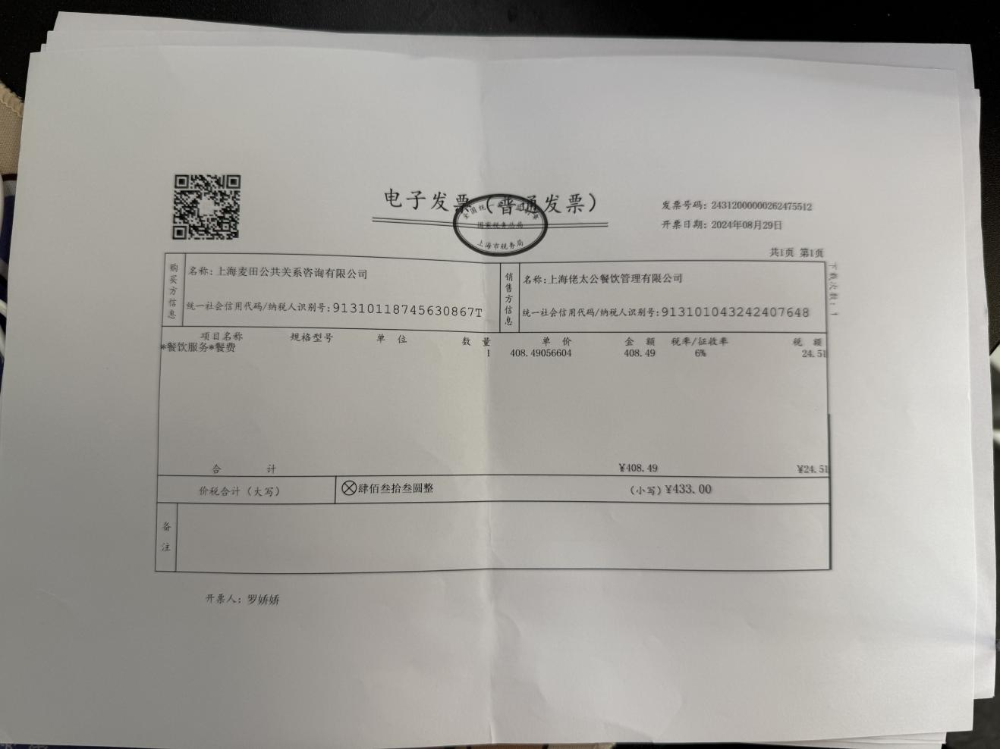 电子发票（普通发票）
全国统一发票监制章
国家税务总局
上海市税务局
发票号码：24312000000262475512
开票日期：2024年08月29日
共1页 第1页
购买方信息
名称：上海麦田公共关系咨询有限公司
统一社会信用代码/纳税人识别号：91310118745630867T
销售方信息
名称：上海佬太公餐饮管理有限公司
统一社会信用代码/纳税人识别号：913101043242407648
下载次数：1
项目名称 规格型号 单位 数量 单价 金额 税率/征收率 税额
*餐饮服务*餐费 1 408.49056604 408.49 6% 24.51
合计 ¥408.49 ¥24.51
价税合计（大写） ⊗肆佰叁拾叁圆整 （小写）¥433.00
备注
开票人：罗娇娇